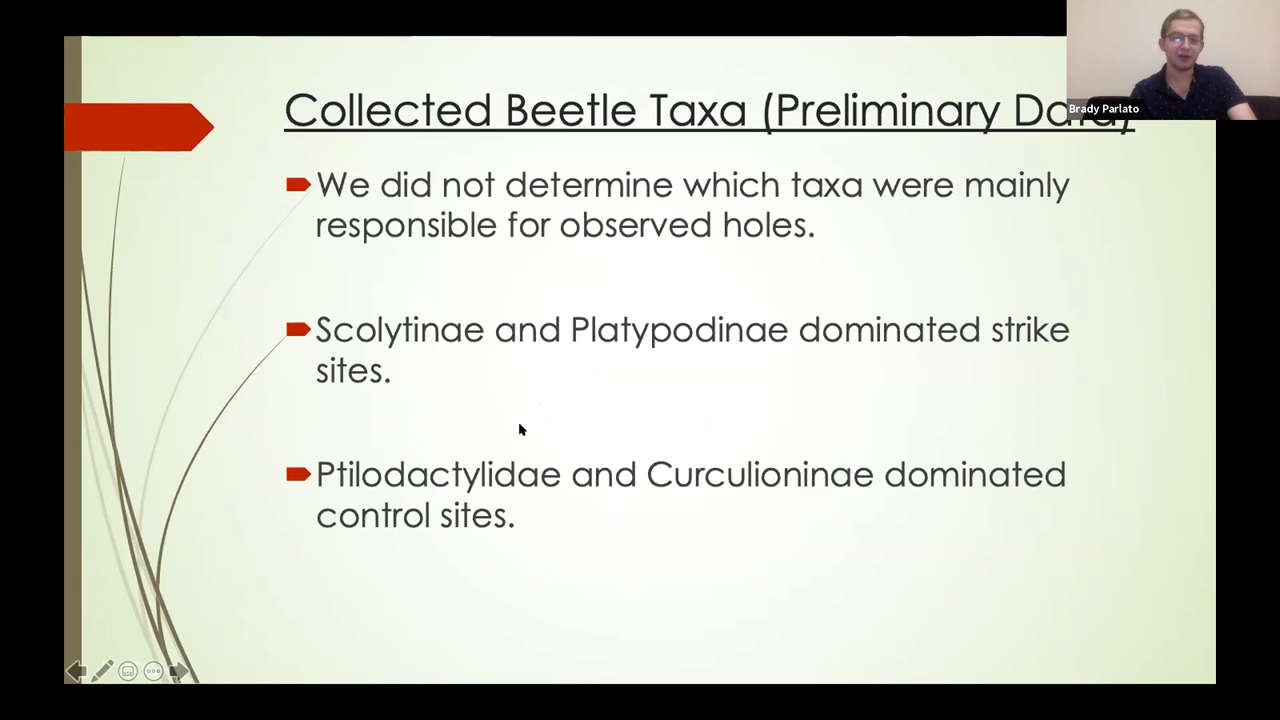 Collected Beetle Taxa (Preliminary Data)
Brady Parlato
We did not determine which taxa were mainly
responsible for observed holes.
Scolytinae and Platypodinae dominated strike
sites.
Ptilodactylidae and Curculioninae dominated
control sites.